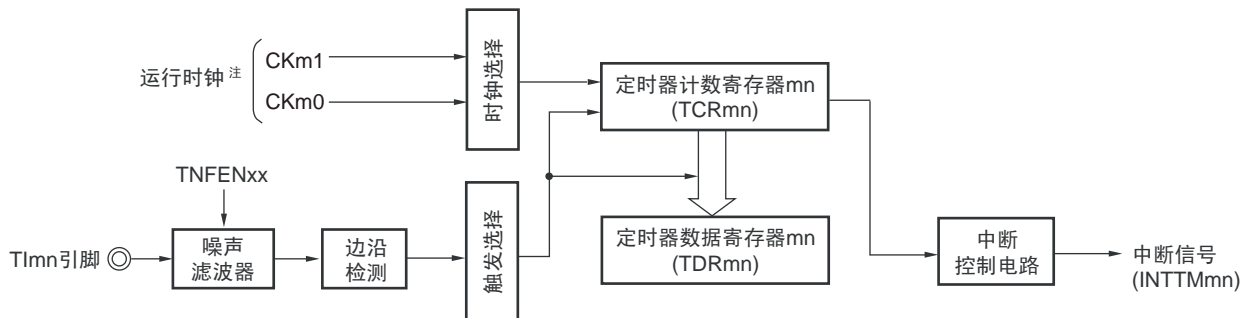 运行时钟 注
CKm1
CKm0
时钟选择
定时器计数寄存器mn
(TCRmn)
TNFENxx
TImn引脚
噪声
滤波器
边沿
检测
触发选择
定时器数据寄存器mn
(TDRmn)
中断
控制电路
中断信号
(INTTMmn)